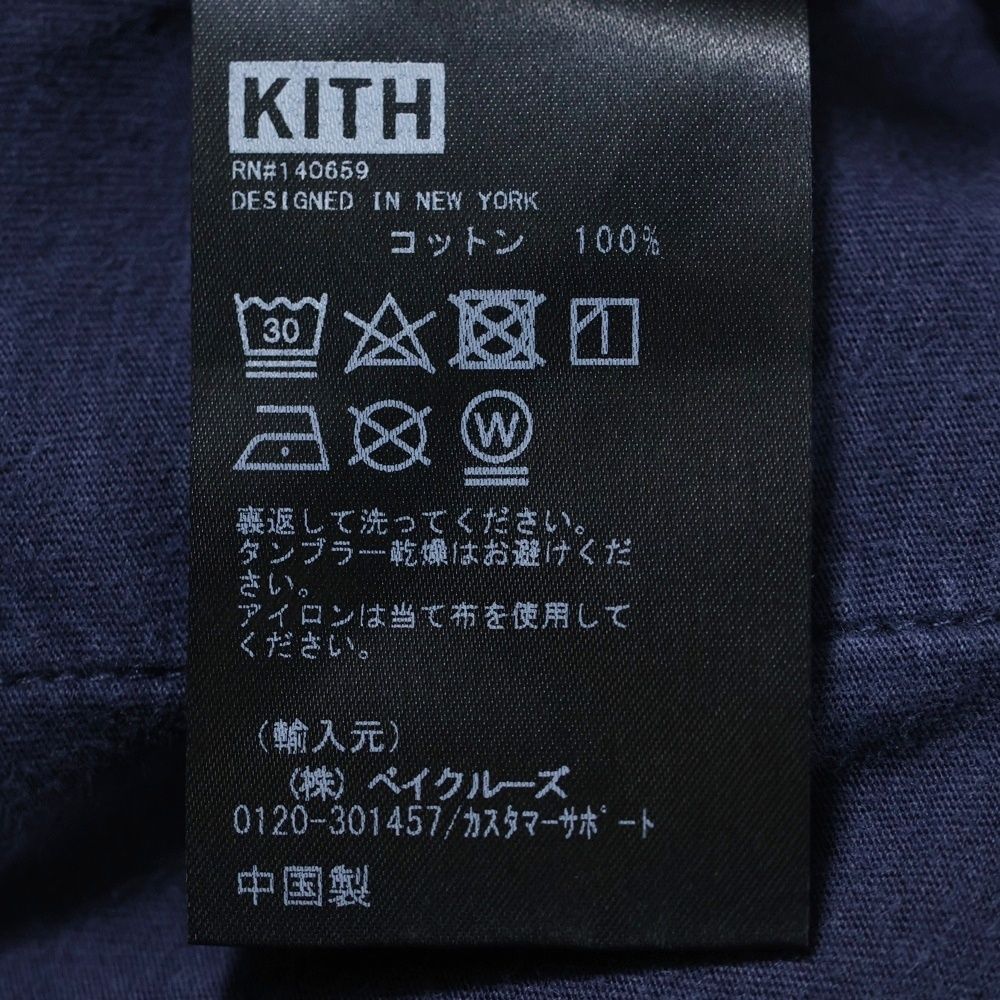 KITH
RN#140659
DESIGNED IN NEW YORK
コットン 100%
30
W
裏返して洗ってください。
タンブラー乾燥はお避けくだ
さい。
アイロンは当て布を使用して
ください。
(輸入元)
(株) ベイクルーズ
0120-301457/ｶｽﾀﾏｰｻﾎﾟｰﾄ
中国製